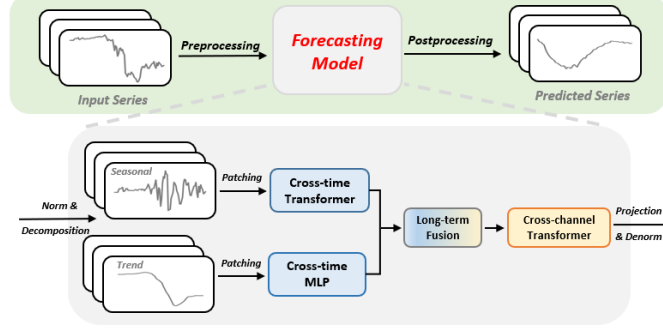 Preprocessing
Forecasting
Model
Postprocessing
Input Series
Predicted Series
Seasonal
Patching
Cross-time
Transformer
Norm &
Decomposition
Long-term
Fusion
Cross-channel
Transformer
Projection
& Denorm
Trend
Patching
Cross-time
MLP